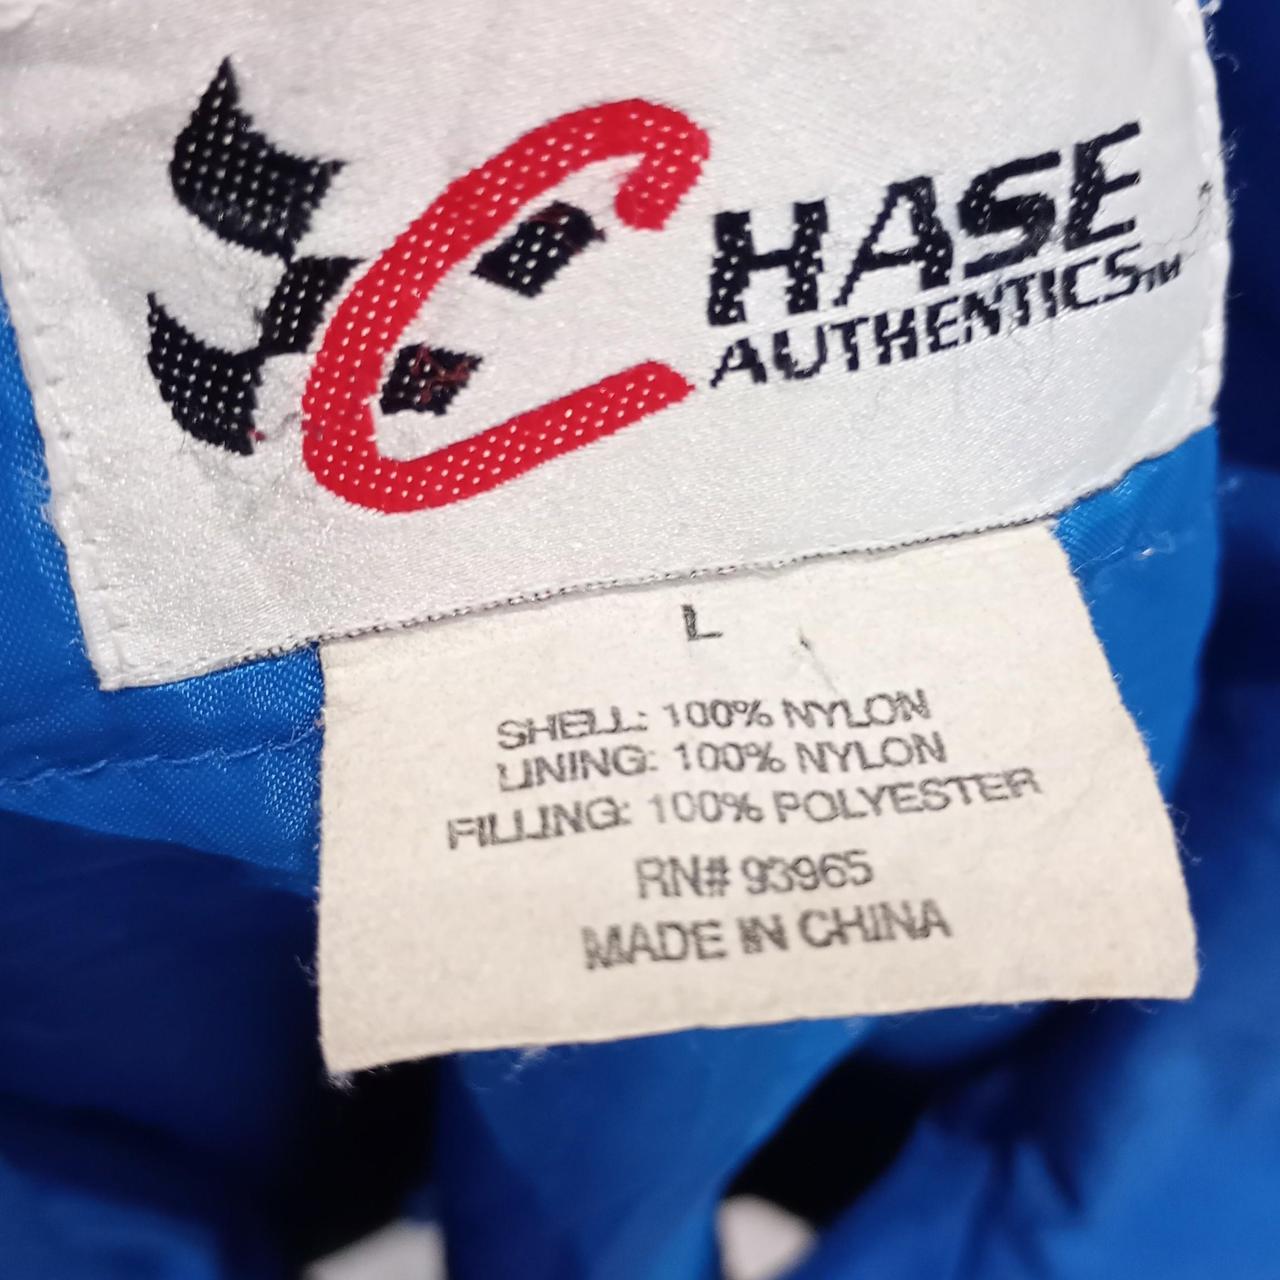 CHASE
AUTHENTICS™
L
SHELL: 100% NYLON
LINING: 100% NYLON
FILLING: 100% POLYESTER
RN# 93965
MADE IN CHINA